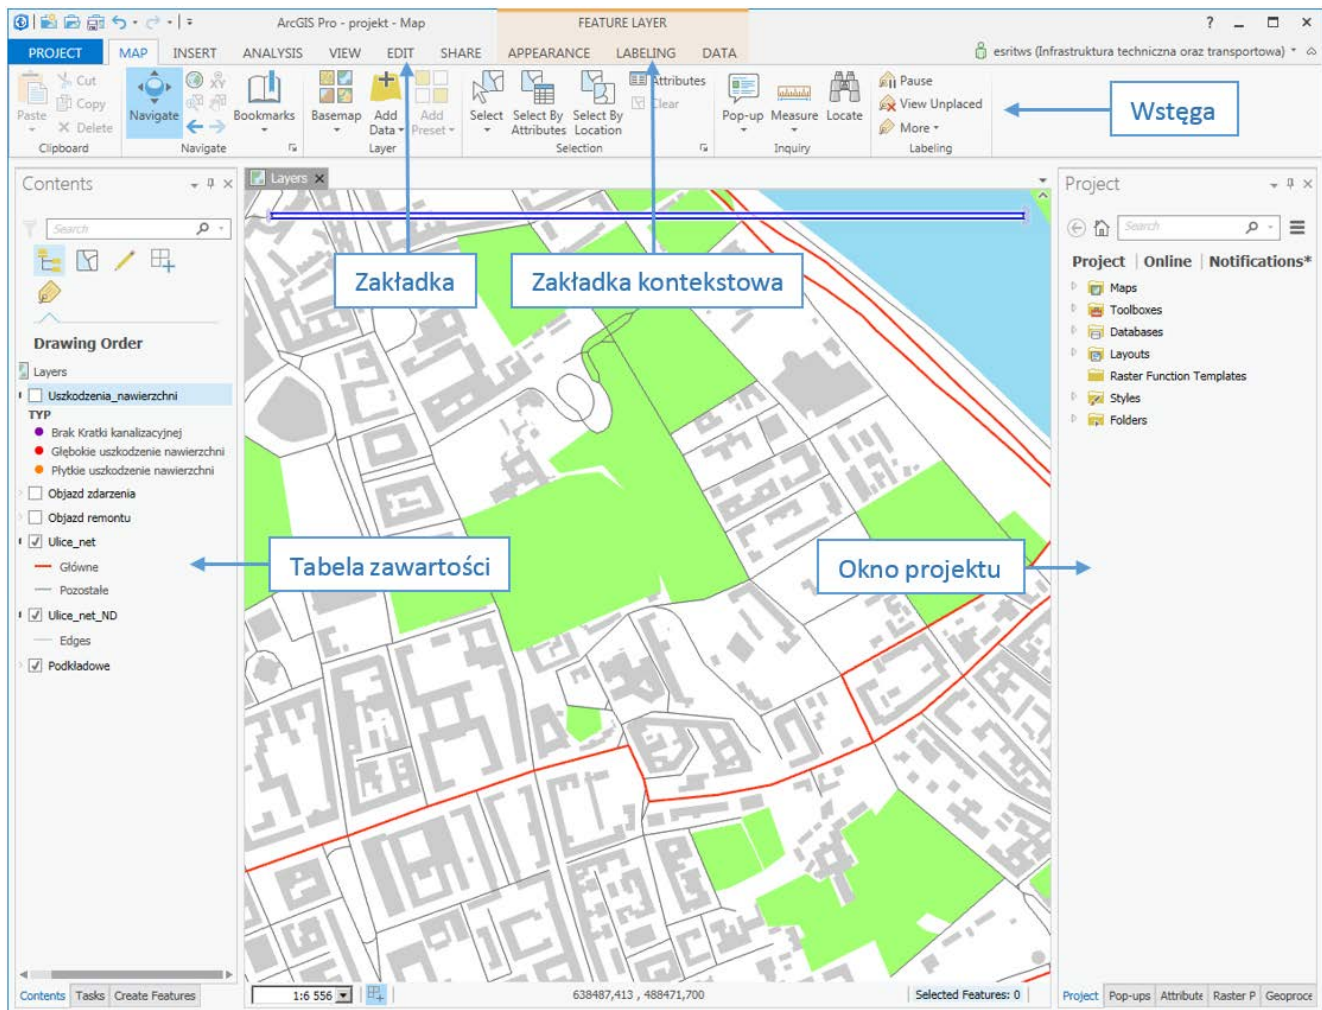 ArcGIS Pro - projekt - Map
FEATURE LAYER
?
PROJECT MAP INSERT ANALYSIS VIEW EDIT SHARE APPEARANCE LABELING DATA
esritws (Infrastruktura techniczna oraz transportowa)
Paste
Cut
Copy
Delete
Clipboard
Navigate
Navigate
Bookmarks
Basemap
Add
Data
Add
Preset
Layer
Select
Select By
Attributes
Select By
Location
Attributes
Clear
Selection
Pop-up
Measure
Locate
Inquiry
Pause
View Unplaced
More
Labeling
Wstęga
Contents
Search
Drawing Order
Layers
Uszkodzenia_nawierzchni
TYP
Brak Kratki kanalizacyjnej
Głębokie uszkodzenie nawierzchni
Płytkie uszkodzenie nawierzchni
Objazd zdarzenia
Objazd remontu
Ulice_net
Główne
Pozostałe
Ulice_net_ND
Edges
Podkładowe
Contents Tasks Create Features
Layers
Zakładka
Zakładka kontekstowa
Tabela zawartości
Okno projektu
1:6 556
638487,413 , 488471,700
Selected Features: 0
Project
Search
Project | Online | Notifications*
Maps
Toolboxes
Databases
Layouts
Raster Function Templates
Styles
Folders
Project Pop-ups Attribute Raster P Geoproce